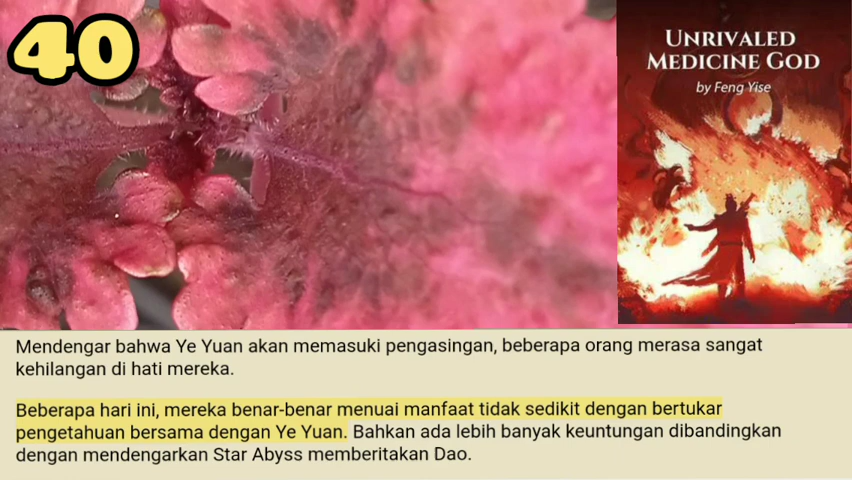 40
UNRIVALED
MEDICINE GOD
by Feng Yise
Mendengar bahwa Ye Yuan akan memasuki pengasingan, beberapa orang merasa sangat
kehilangan di hati mereka.
Beberapa hari ini, mereka benar-benar menuai manfaat tidak sedikit dengan bertukar
pengetahuan bersama dengan Ye Yuan. Bahkan ada lebih banyak keuntungan dibandingkan
dengan mendengarkan Star Abyss memberitakan Dao.